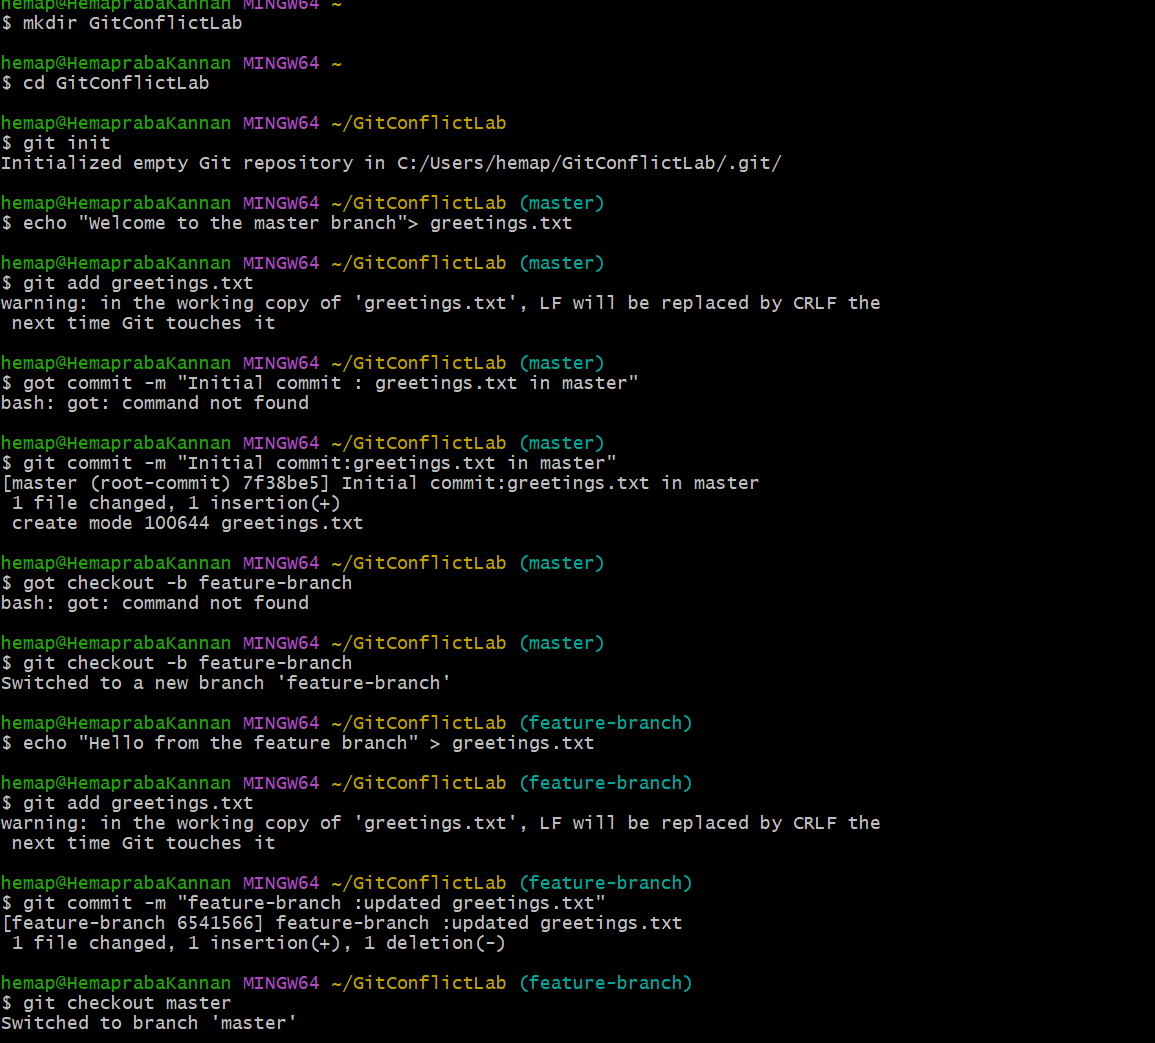 hemap@HemaprabaKannan MINGW64 ~
$ mkdir GitConflictLab
hemap@HemaprabaKannan MINGW64 ~
$ cd GitConflictLab
hemap@HemaprabaKannan MINGW64 ~/GitConflictLab
$ git init
Initialized empty Git repository in C:/Users/hemap/GitConflictLab/.git/
hemap@HemaprabaKannan MINGW64 ~/GitConflictLab (master)
$ echo "Welcome to the master branch"> greetings.txt
hemap@HemaprabaKannan MINGW64 ~/GitConflictLab (master)
$ git add greetings.txt
warning: in the working copy of 'greetings.txt', LF will be replaced by CRLF the
 next time Git touches it
hemap@HemaprabaKannan MINGW64 ~/GitConflictLab (master)
$ got commit -m "Initial commit : greetings.txt in master"
bash: got: command not found
hemap@HemaprabaKannan MINGW64 ~/GitConflictLab (master)
$ git commit -m "Initial commit:greetings.txt in master"
[master (root-commit) 7f38be5] Initial commit:greetings.txt in master
 1 file changed, 1 insertion(+)
 create mode 100644 greetings.txt
hemap@HemaprabaKannan MINGW64 ~/GitConflictLab (master)
$ got checkout -b feature-branch
bash: got: command not found
hemap@HemaprabaKannan MINGW64 ~/GitConflictLab (master)
$ git checkout -b feature-branch
Switched to a new branch 'feature-branch'
hemap@HemaprabaKannan MINGW64 ~/GitConflictLab (feature-branch)
$ echo "Hello from the feature branch" > greetings.txt
hemap@HemaprabaKannan MINGW64 ~/GitConflictLab (feature-branch)
$ git add greetings.txt
warning: in the working copy of 'greetings.txt', LF will be replaced by CRLF the
 next time Git touches it
hemap@HemaprabaKannan MINGW64 ~/GitConflictLab (feature-branch)
$ git commit -m "feature-branch :updated greetings.txt"
[feature-branch 6541566] feature-branch :updated greetings.txt
 1 file changed, 1 insertion(+), 1 deletion(-)
hemap@HemaprabaKannan MINGW64 ~/GitConflictLab (feature-branch)
$ git checkout master
Switched to branch 'master'